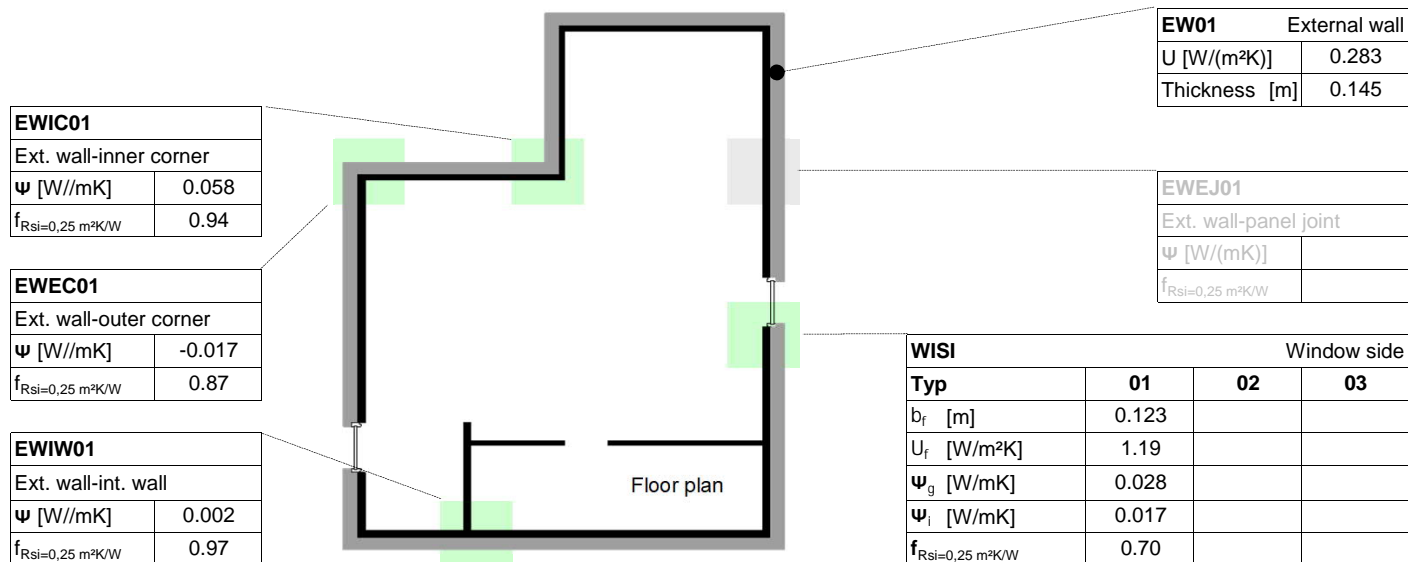 EW01 External wall
U [W/(m²K)] 0.283
Thickness [m] 0.145
EWIC01
Ext. wall-inner corner
Ψ [W//mK] 0.058
fRsi=0,25 m²K/W 0.94
EWEJ01
Ext. wall-panel joint
Ψ [W/(mK)]
fRsi=0,25 m²K/W
EWEC01
Ext. wall-outer corner
Ψ [W//mK] -0.017
fRsi=0,25 m²K/W 0.87
WISI Window side
Typ 01 02 03
bf [m] 0.123
Uf [W/m²K] 1.19
Ψg [W/mK] 0.028
Ψi [W/mK] 0.017
fRsi=0,25 m²K/W 0.70
EWIW01
Ext. wall-int. wall
Ψ [W//mK] 0.002
fRsi=0,25 m²K/W 0.97
Floor plan